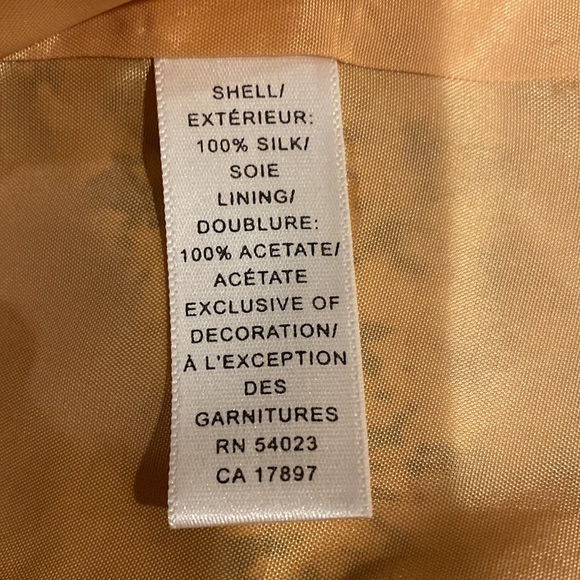 SHELL/
EXTÉRIEUR:
100% SILK/
SOIE
LINING/
DOUBLURE:
100% ACETATE/
ACÉTATE
EXCLUSIVE OF
DECORATION/
À L'EXCEPTION
DES
GARNITURES
RN 54023
CA 17897